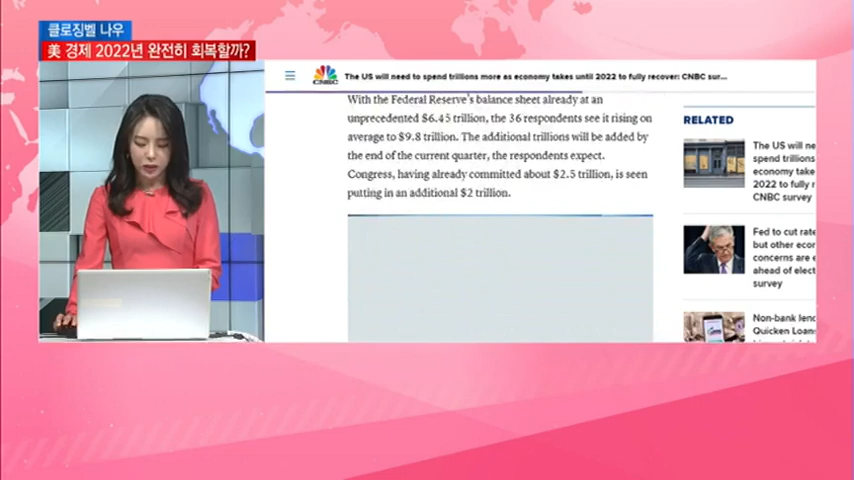 클로징벨 나우
美 경제 2022년 완전히 회복할까?
CNBC
The US will need to spend trillions more as economy takes until 2022 to fully recover: CNBC sur...
With the Federal Reserve's balance sheet already at an
unprecedented $6.45 trillion, the 36 respondents see it rising on
average to $9.8 trillion. The additional trillions will be added by
the end of the current quarter, the respondents expect.
Congress, having already committed about $2.5 trillion, is seen
putting in an additional $2 trillion.
RELATED
The US will ne
spend trillions
economy take
2022 to fully r
CNBC survey
Fed to cut rate
but other ecor
concerns are e
ahead of elect
survey
Non-bank lenc
Quicken Loans